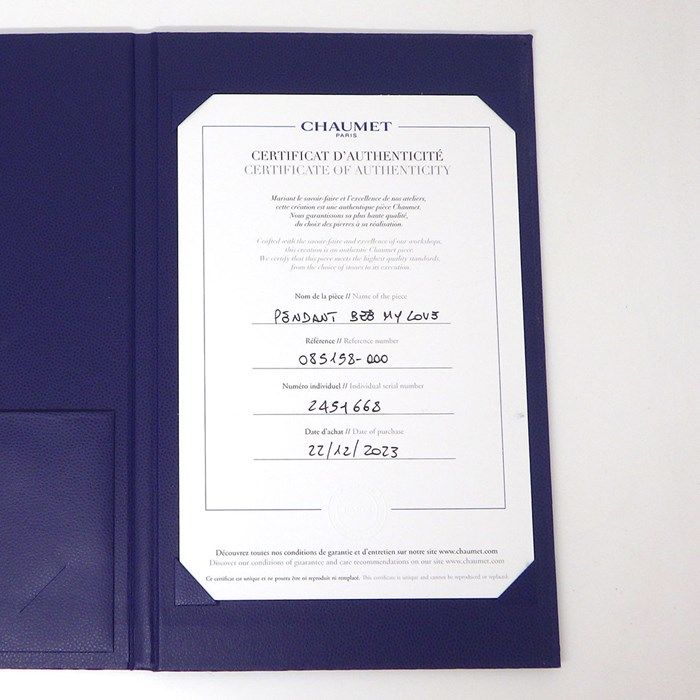 CHAUMET
PARIS
CERTIFICAT D'AUTHENTICITÉ
CERTIFICATE OF AUTHENTICITY
Mariant le savoir-faire et l'excellence de nos ateliers,
cette création est une authentique pièce Chaumet.
Nous garantissons sa plus haute qualité,
du choix des pierres à sa réalisation.
Crafted with the savoir-faire and excellence of our workshops,
this creation is an authentic Chaumet piece.
We certify that this piece meets the highest quality standards,
from the choice of stones to its execution.
Nom de la pièce // Name of the piece
PENDANT BEE MY LOVE
Référence // Reference number
085158-000
Numéro individuel // Individual serial number
2451668
Date d'achat // Date of purchase
22/12/2023
Découvrez toutes nos conditions de garantie et d'entretien sur notre site www.chaumet.com
Discover our conditions of guarantee and care recommendations on our site www.chaumet.com
Ce certificat est unique et ne pourra être ni reproduit ni remplacé. This certificate is unique and cannot be reproduced or replaced.